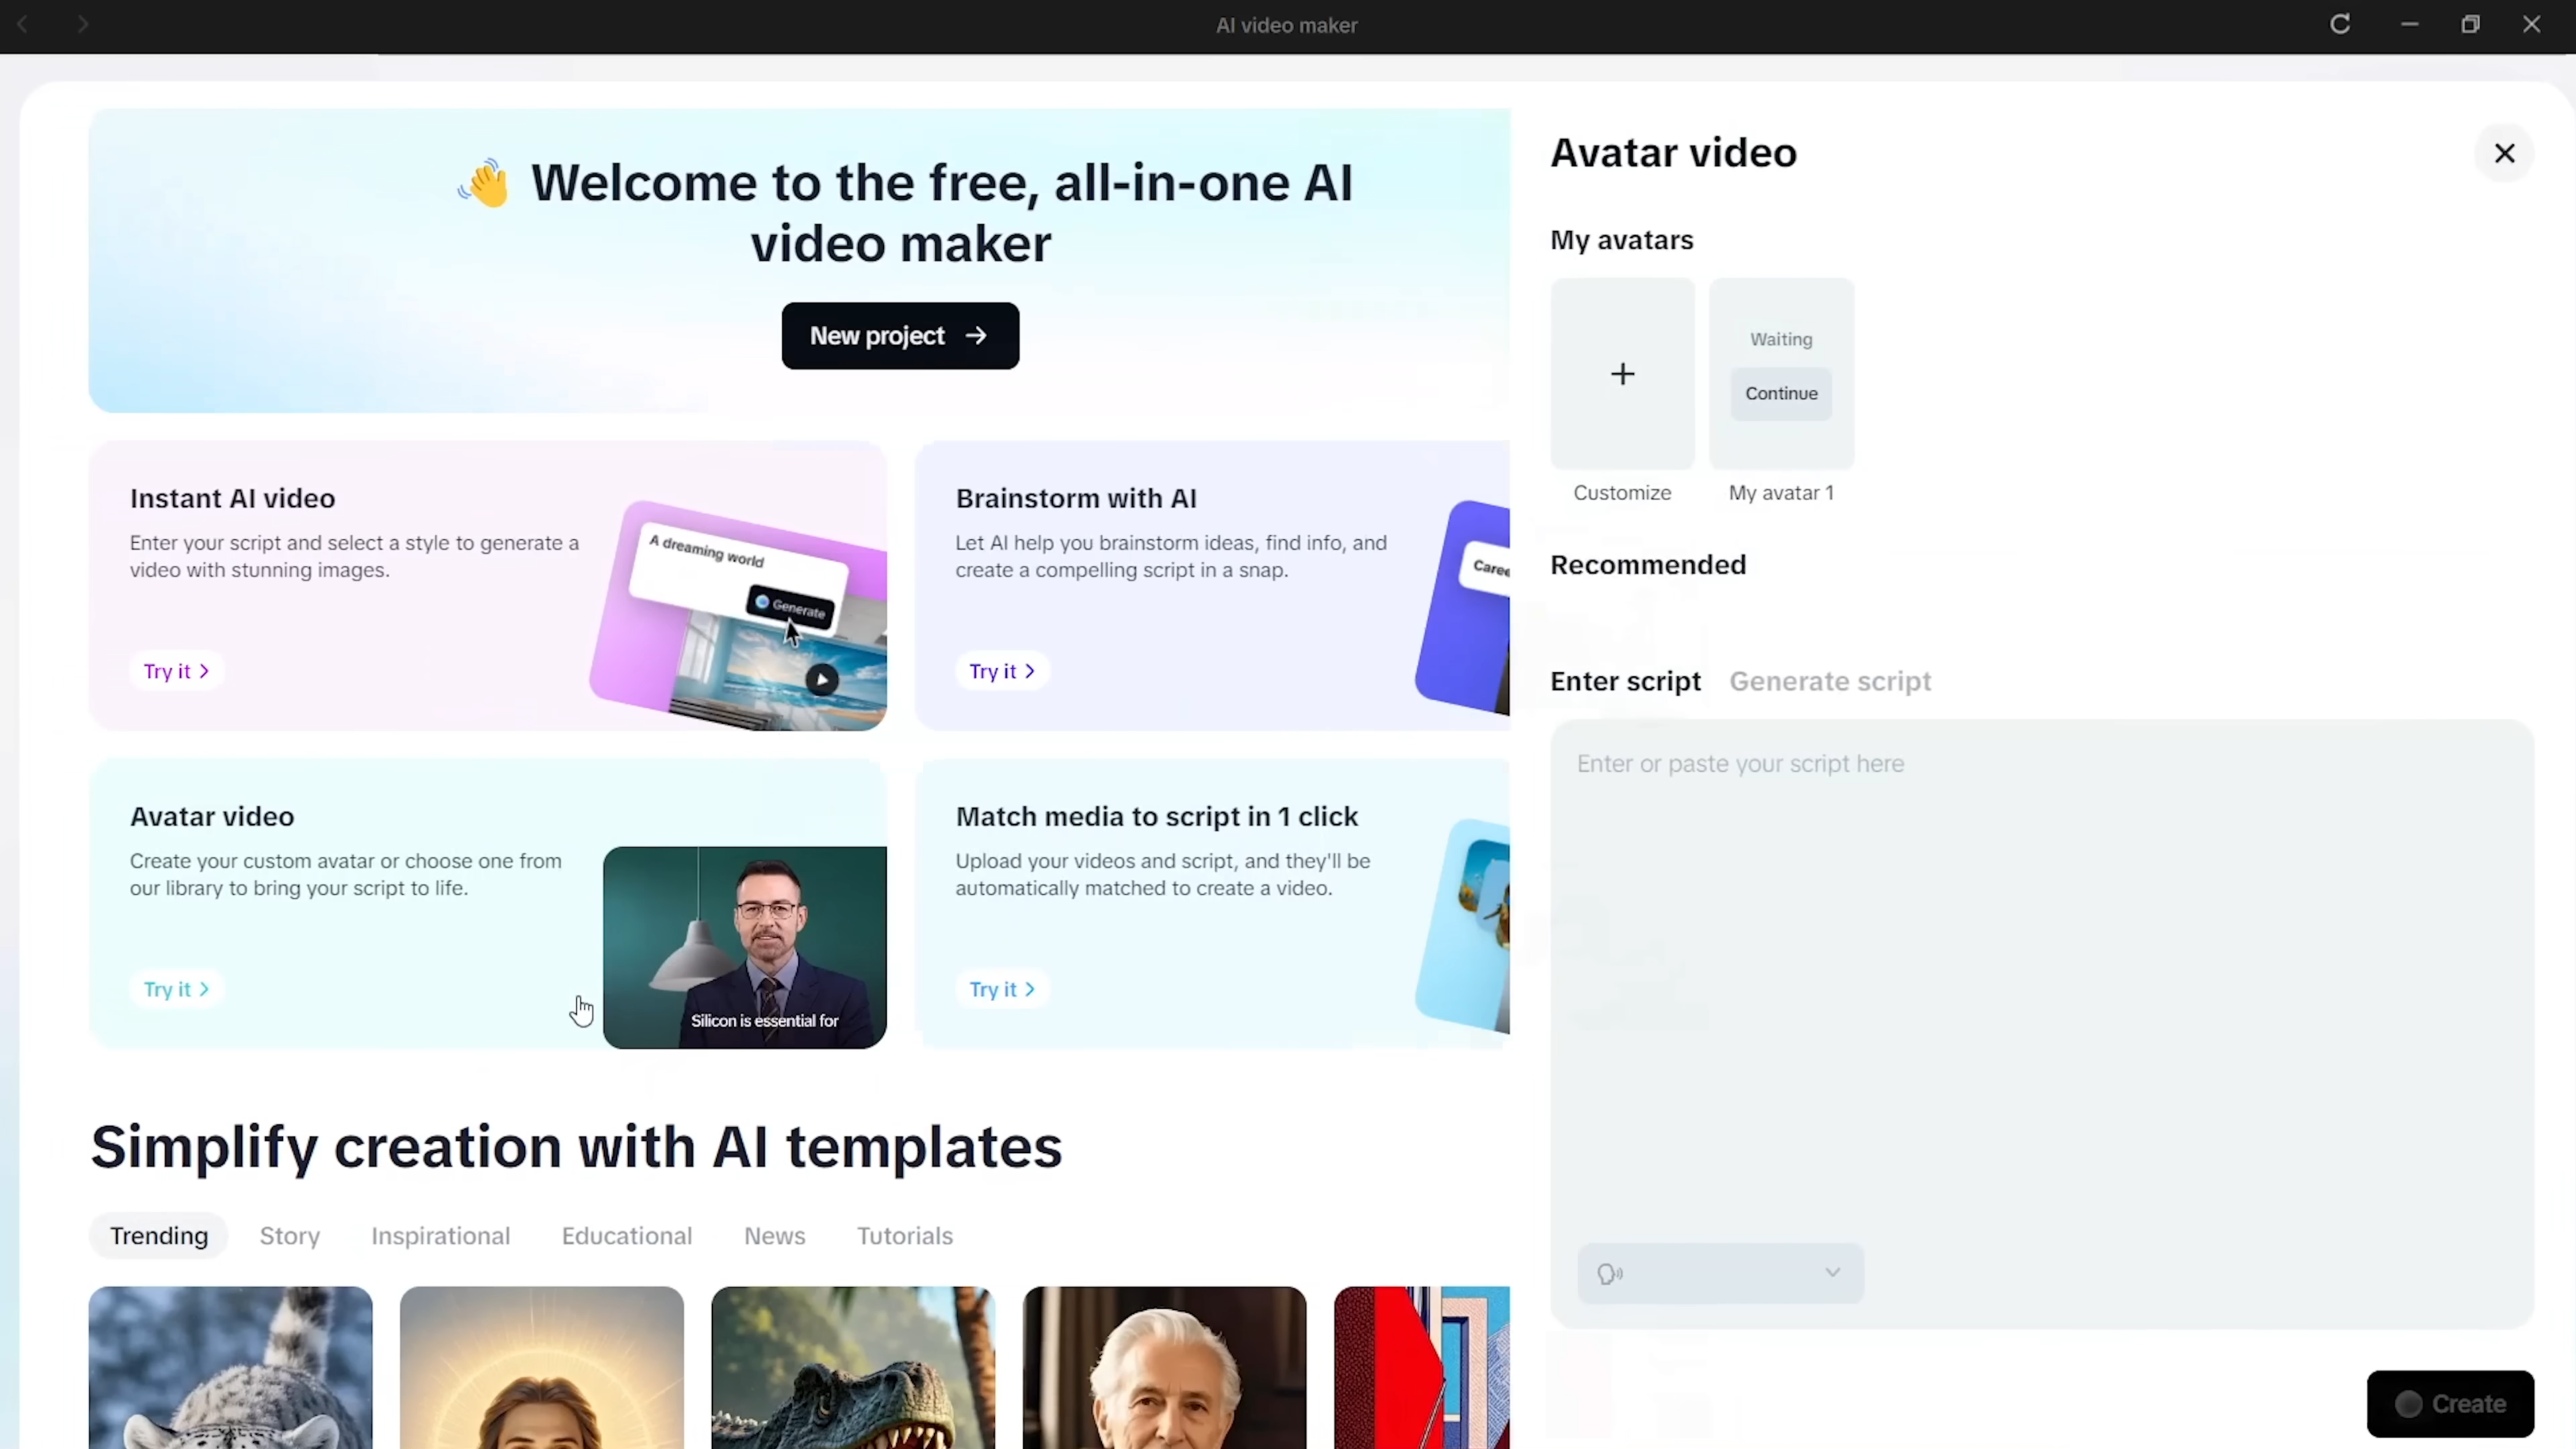 AI video maker
👋 Welcome to the free, all-in-one AI
video maker
New project →
Instant AI video
Enter your script and select a style to generate a
video with stunning images.
Try it >
A dreaming world
Generate
Brainstorm with AI
Let AI help you brainstorm ideas, find info, and
create a compelling script in a snap.
Try it >
Caree
Avatar video
Create your custom avatar or choose one from
our library to bring your script to life.
Try it >
Silicon is essential for
Match media to script in 1 click
Upload your videos and script, and they'll be
automatically matched to create a video.
Try it >
Simplify creation with AI templates
Trending Story Inspirational Educational News Tutorials
Avatar video
My avatars
Waiting
Continue
Customize My avatar 1
Recommended
Enter script Generate script
Enter or paste your script here
Create